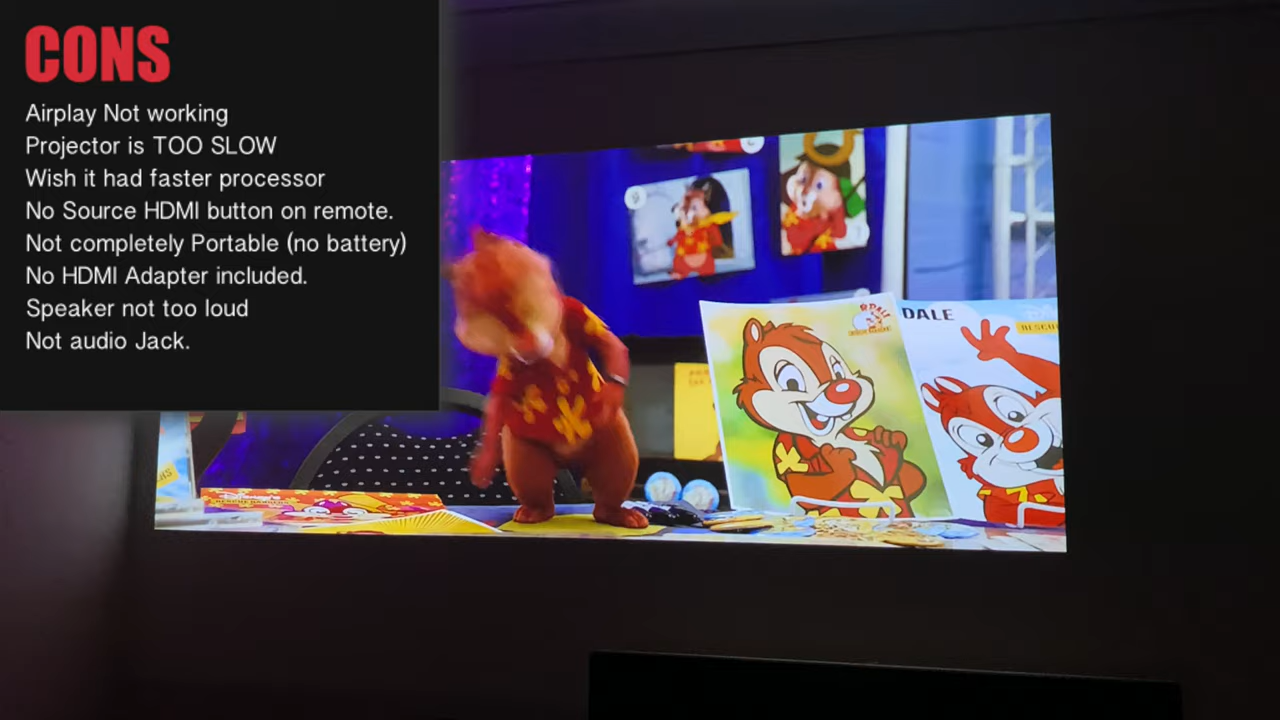 CONS
Airplay Not working
Projector is TOO SLOW
Wish it had faster processor
No Source HDMI button on remote.
Not completely Portable (no battery)
No HDMI Adapter included.
Speaker not too loud
Not audio Jack.
DALE